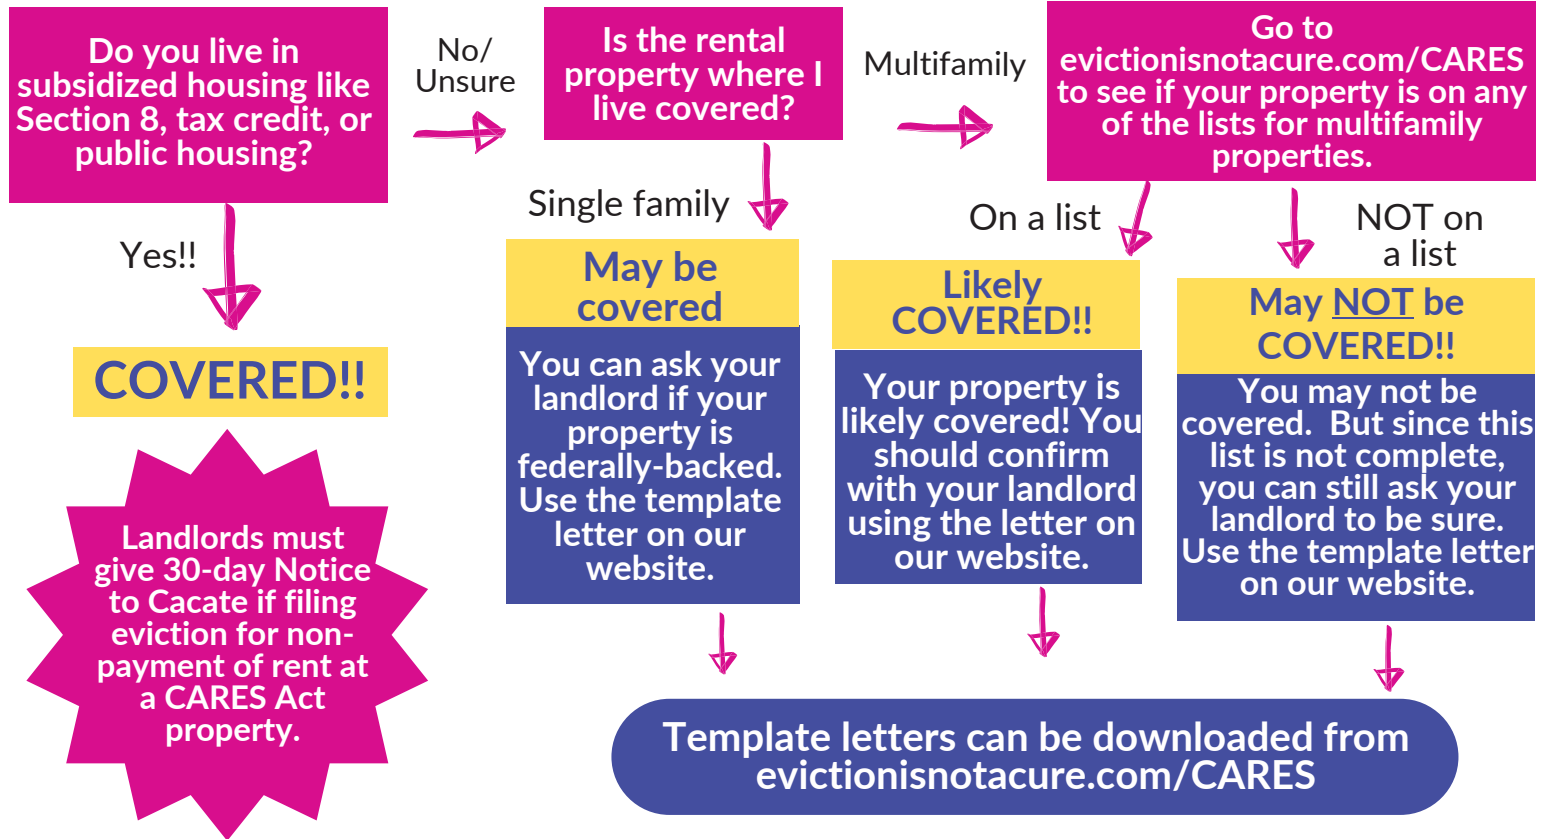 Do you live in
subsidized housing like
Section 8, tax credit, or
public housing?
No/
Unsure
Is the rental
property where I
live covered?
Multifamily
Go to
evictionisnotacure.com/CARES
to see if your property is on any
of the lists for multifamily
properties.
Yes!!
Single family
On a list
NOT on
a list
COVERED!!
Landlords must
give 30-day Notice
to Cacate if filing
eviction for non-
payment of rent at
a CARES Act
property.
May be
covered
You can ask your
landlord if your
property is
federally-backed.
Use the template
letter on our
website.
Likely
COVERED!!
Your property is
likely covered! You
should confirm
with your landlord
using the letter on
our website.
May NOT be
COVERED!!
You may not be
covered.  But since this
list is not complete,
you can still ask your
landlord to be sure.
Use the template letter
on our website.
Template letters can be downloaded from
evictionisnotacure.com/CARES